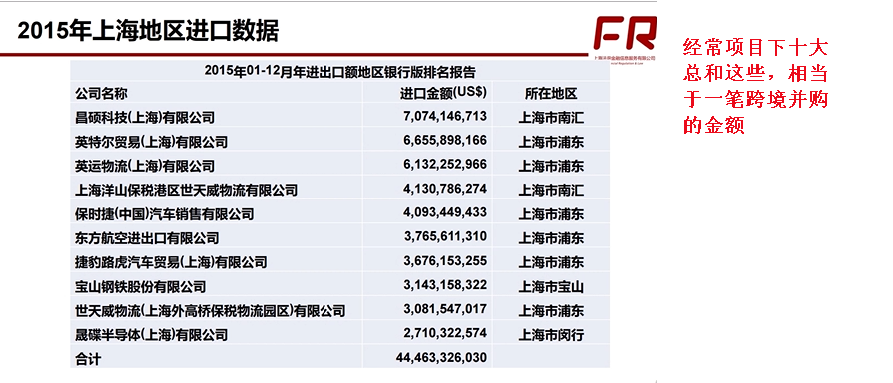 2015年上海地区进口数据
FR
2015年01-12月年进出口额地区银行版排名报告
公司名称 进口金额(US$) 所在地区
昌硕科技(上海)有限公司 7,074,146,713 上海市南汇
英特尔贸易(上海)有限公司 6,655,898,166 上海市浦东
英运物流(上海)有限公司 6,132,252,966 上海市浦东
上海洋山保税港区世天威物流有限公司 4,130,786,274 上海市南汇
保时捷(中国)汽车销售有限公司 4,093,449,433 上海市浦东
东方航空进出口有限公司 3,765,611,310 上海市浦东
捷豹路虎汽车贸易(上海)有限公司 3,676,153,255 上海市浦东
宝山钢铁股份有限公司 3,143,158,322 上海市宝山
世天威物流(上海外高桥保税物流园区)有限公司 3,081,547,017 上海市浦东
晟碟半导体(上海)有限公司 2,710,322,574 上海市闵行
合计 44,463,326,030
经常项目下十大
总和这些，相当
于一笔跨境并购
的金额